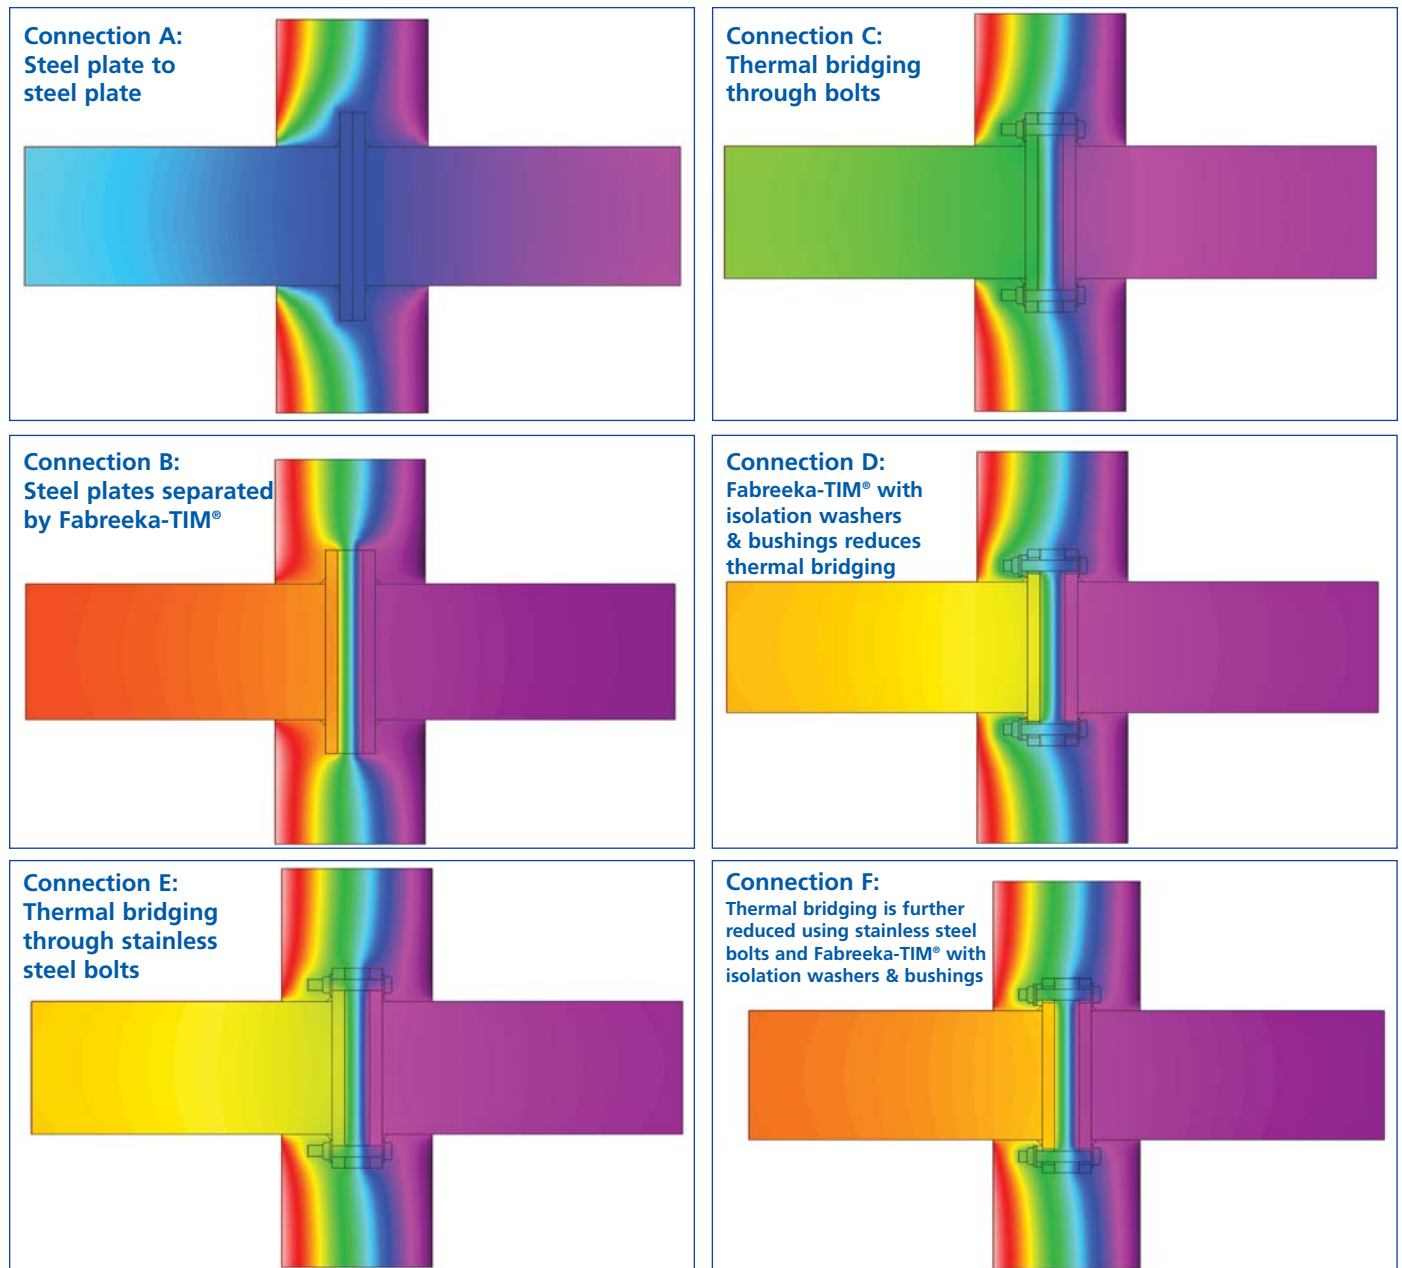 Connection A:
Steel plate to
steel plate
Connection C:
Thermal bridging
through bolts
Connection B:
Steel plates separated
by Fabreeka-TIM®
Connection D:
Fabreeka-TIM® with
isolation washers
& bushings reduces
thermal bridging
Connection E:
Thermal bridging
through stainless
steel bolts
Connection F:
Thermal bridging is further
reduced using stainless steel
bolts and Fabreeka-TIM® with
isolation washers & bushings